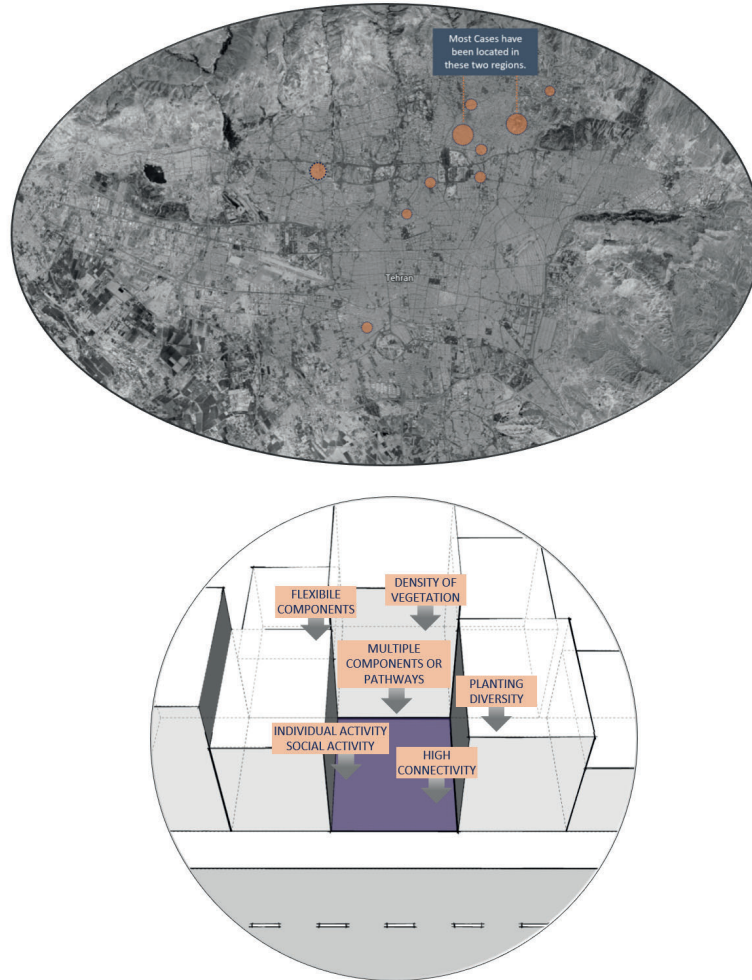 Most Cases have
been located in
these two regions.
Tehran
FLEXIBILE
COMPONENTS
DENSITY OF
VEGETATION
MULTIPLE
COMPONENTS OR
PATHWAYS
PLANTING
DIVERSITY
INDIVIDUAL ACTIVITY
SOCIAL ACTIVITY
HIGH
CONNECTIVITY